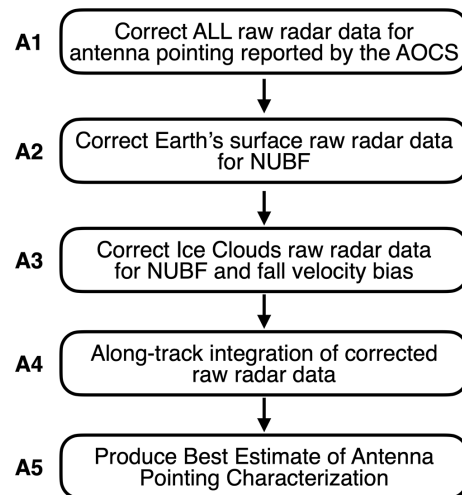 A1
Correct ALL raw radar data for
antenna pointing reported by the AOCS
A2
Correct Earth's surface raw radar data
for NUBF
A3
Correct Ice Clouds raw radar data
for NUBF and fall velocity bias
A4
Along-track integration of corrected
raw radar data
A5
Produce Best Estimate of Antenna
Pointing Characterization